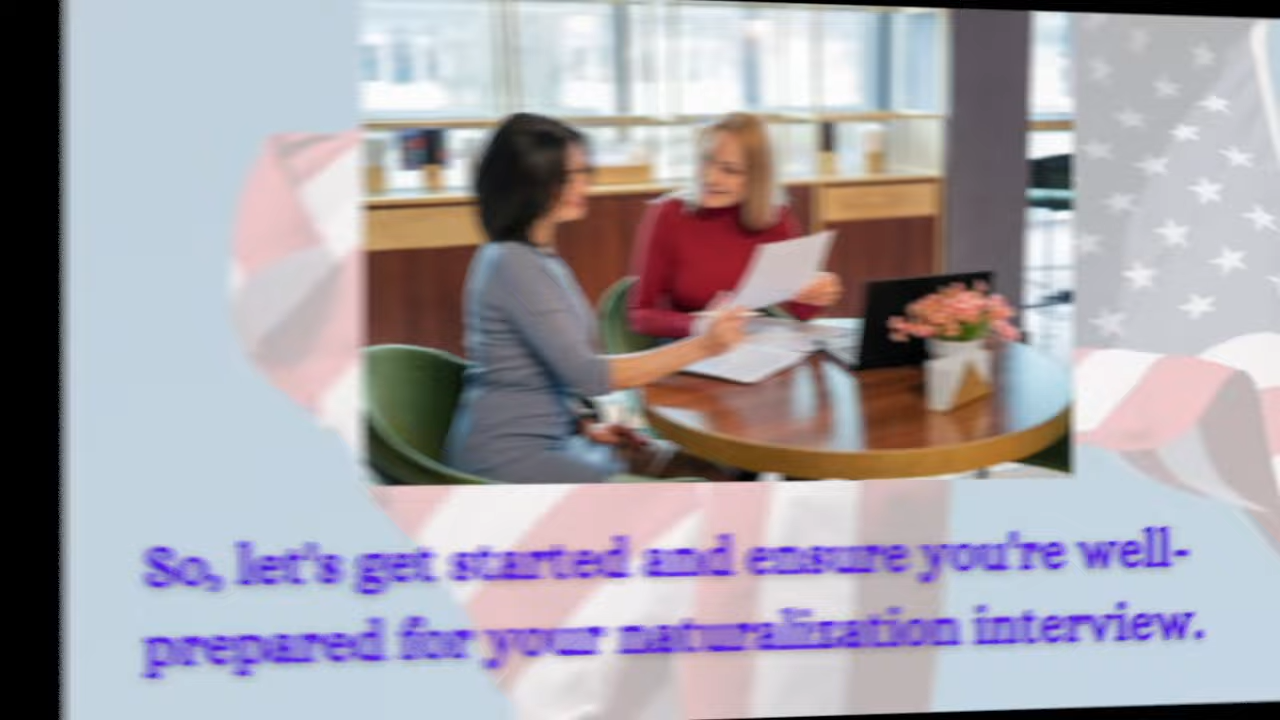 So, let's get started and ensure you're well-
prepared for your naturalization interview.